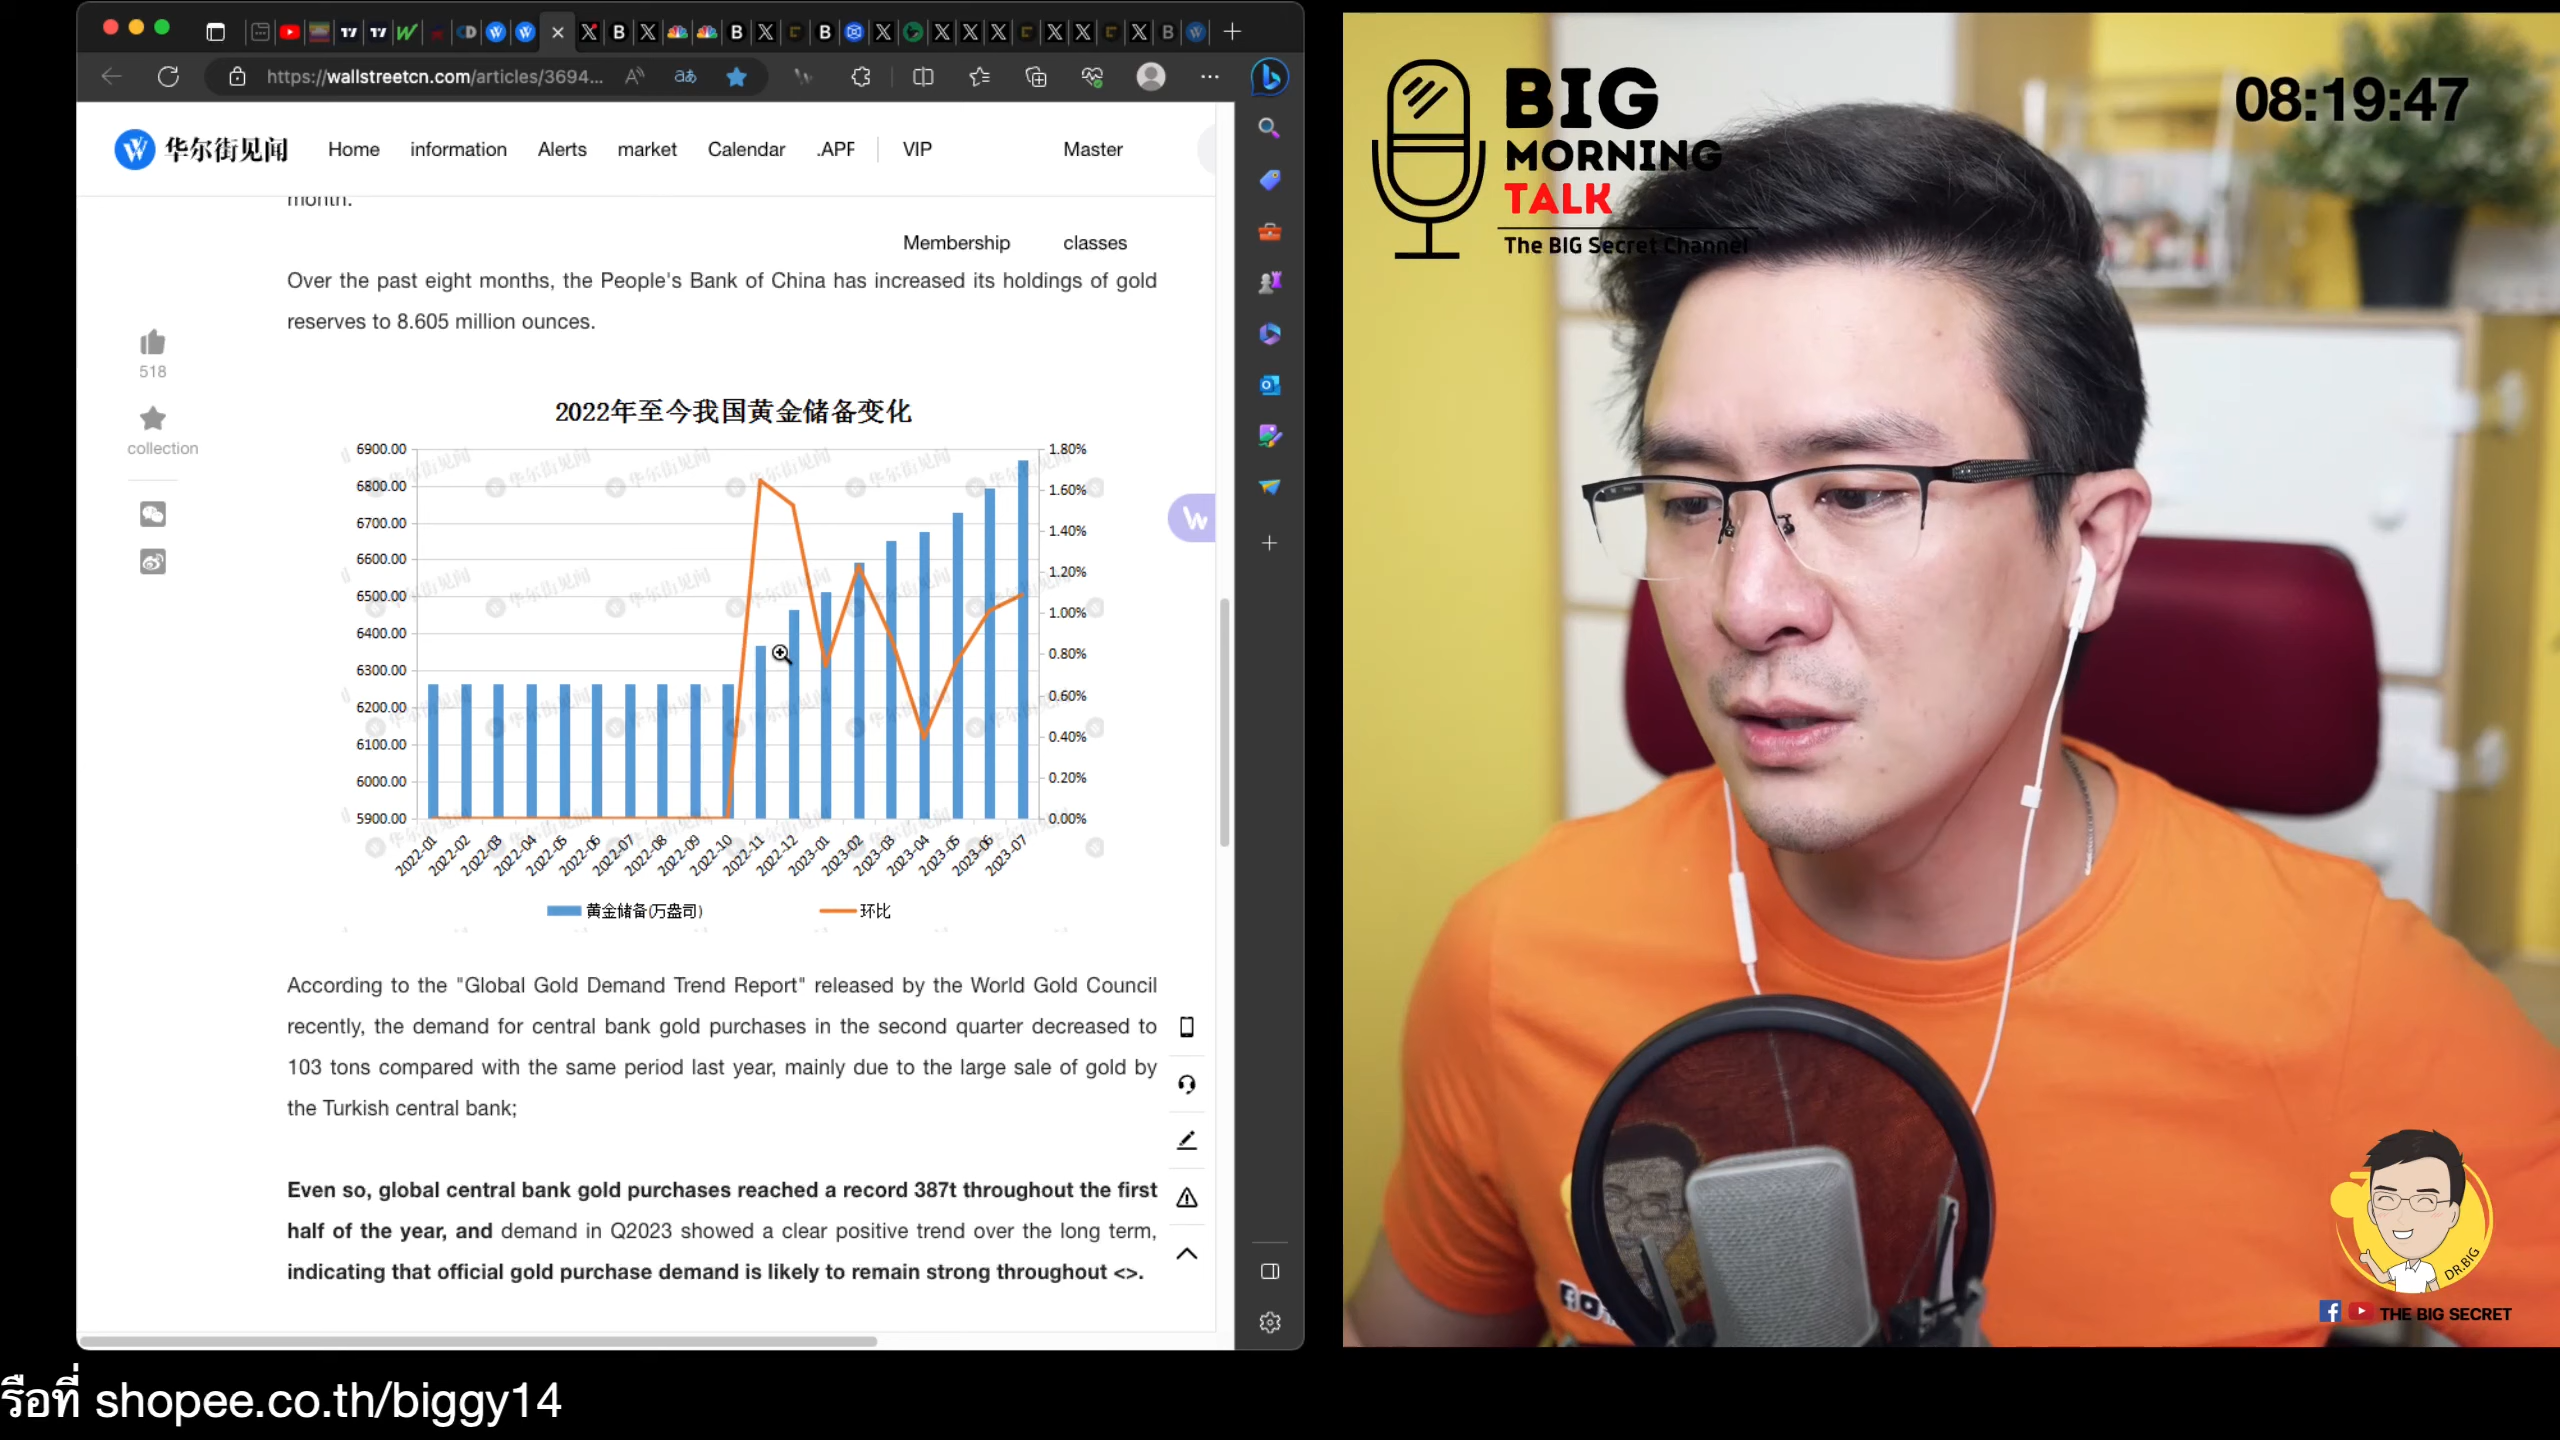 https://wallstreetcn.com/articles/3694...
华尔街见闻
Home information Alerts market Calendar .APP VIP Master
month.
Membership classes
Over the past eight months, the People's Bank of China has increased its holdings of gold
reserves to 8.605 million ounces.
518
collection
2022年至今我国黄金储备变化
6900.00 1.80%
6800.00 1.60%
6700.00 1.40%
6600.00 1.20%
6500.00 1.00%
6400.00 0.80%
6300.00 0.60%
6200.00 0.40%
6100.00 0.20%
6000.00 0.00%
5900.00
2022-01 2022-02 2022-03 2022-04 2022-05 2022-06 2022-07 2022-08 2022-09 2022-10 2022-11 2022-12 2023-01 2023-02 2023-03 2023-04 2023-05 2023-06 2023-07
黄金储备(万盎司) 环比
According to the "Global Gold Demand Trend Report" released by the World Gold Council
recently, the demand for central bank gold purchases in the second quarter decreased to
103 tons compared with the same period last year, mainly due to the large sale of gold by
the Turkish central bank;
Even so, global central bank gold purchases reached a record 387t throughout the first
half of the year, and demand in Q2023 showed a clear positive trend over the long term,
indicating that official gold purchase demand is likely to remain strong throughout <>.
BIG
MORNING
TALK
The BIG Secret Channel
08:19:47
DR.BIG
THE BIG SECRET
รือที่ shopee.co.th/biggy14